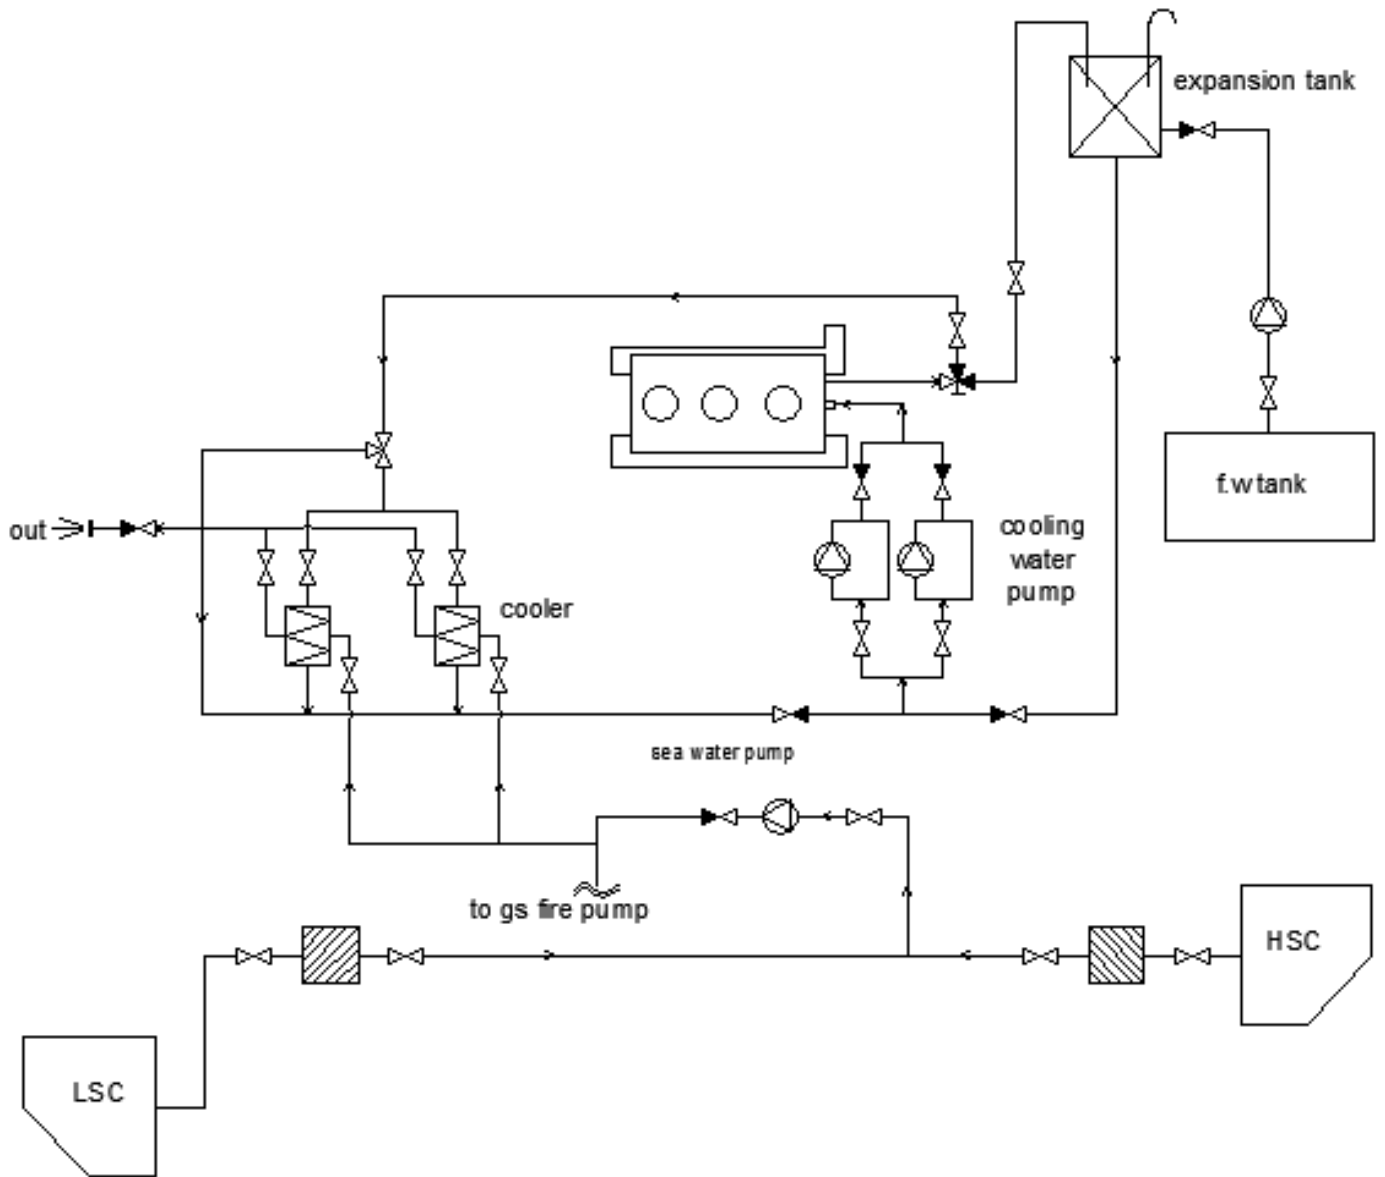 expansion tank
f.w tank
out
cooling
water
pump
cooler
sea water pump
to gs fire pump
HSC
LSC